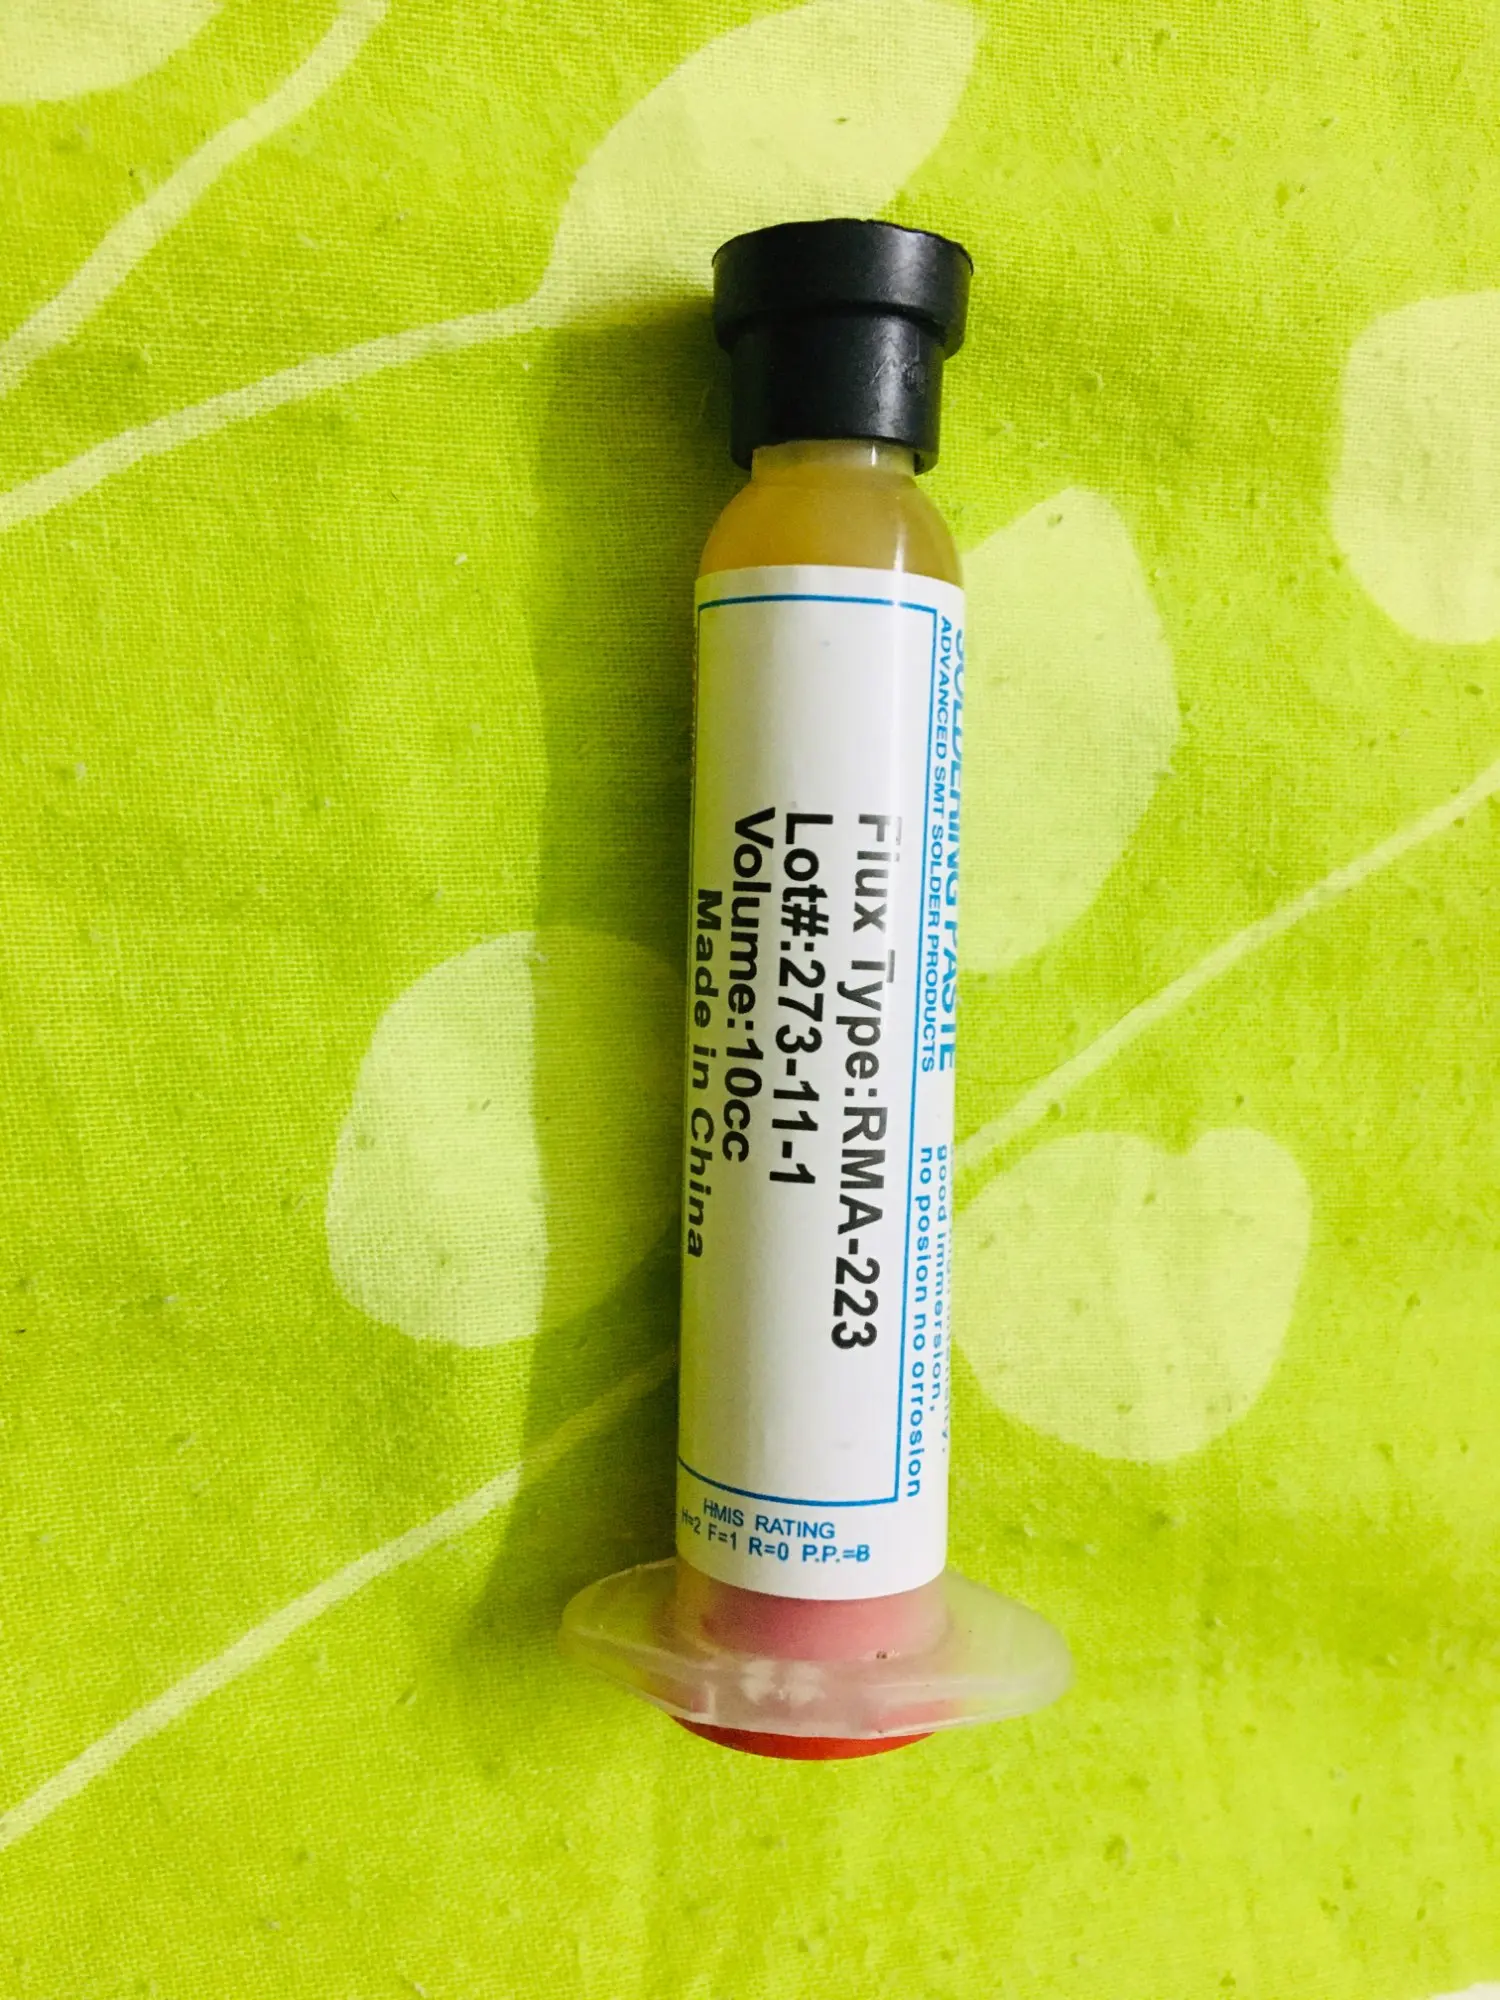 SOLDERING PASTE
ADVANCED SMT SOLDER PRODUCTS
good immersion,
no posion no orrosion
Flux Type:RMA-223
Lot#:273-11-1
Volume:10cc
Made in China
HMIS RATING
H=2 F=1 R=0 P.P.=B